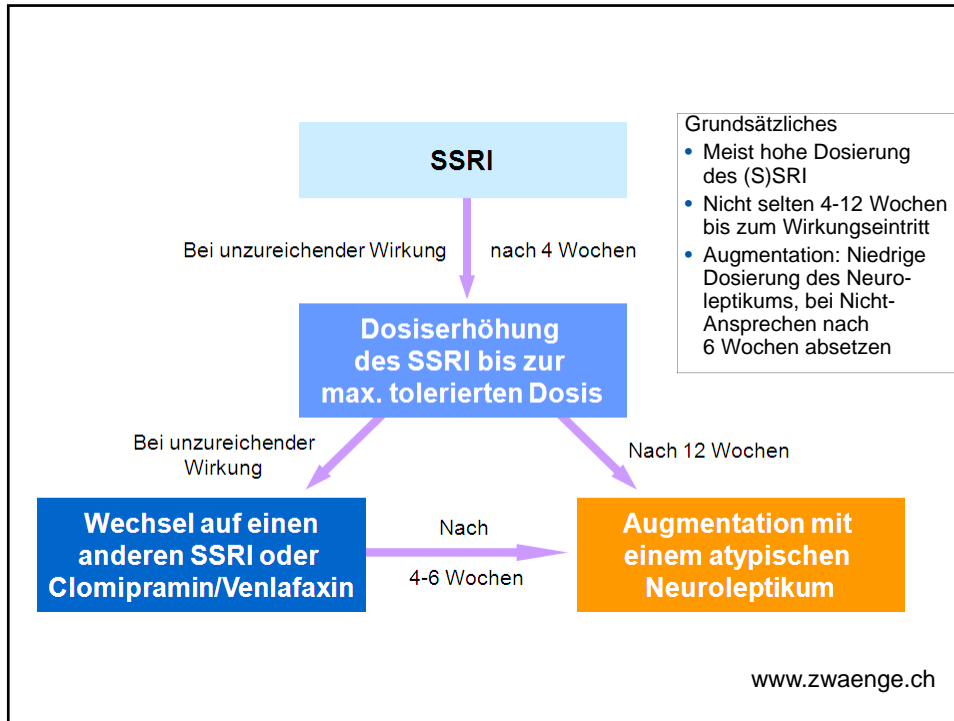 SSRI
Grundsätzliches
• Meist hohe Dosierung
des (S)SRI
• Nicht selten 4-12 Wochen
bis zum Wirkungseintritt
• Augmentation: Niedrige
Dosierung des Neuro-
leptikums, bei Nicht-
Ansprechen nach
6 Wochen absetzen
Bei unzureichender Wirkung
nach 4 Wochen
Dosiserhöhung
des SSRI bis zur
max. tolerierten Dosis
Bei unzureichender
Wirkung
Nach 12 Wochen
Wechsel auf einen
anderen SSRI oder
Clomipramin/Venlafaxin
Nach
4-6 Wochen
Augmentation mit
einem atypischen
Neuroleptikum
www.zwaenge.ch